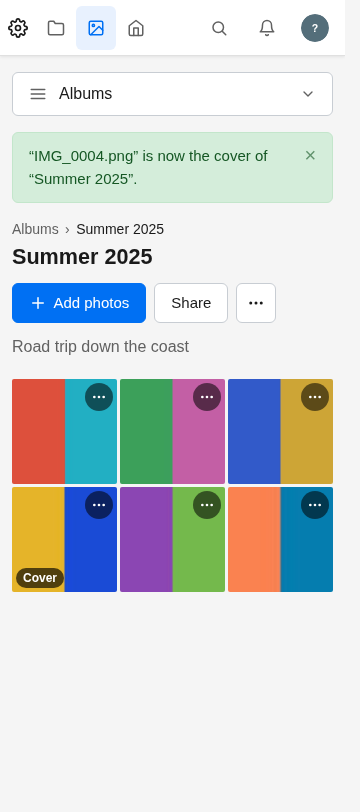 ?
Albums
“IMG_0004.png” is now the cover of
“Summer 2025”.
Albums › Summer 2025
Summer 2025
Add photos
Share
Road trip down the coast
Cover